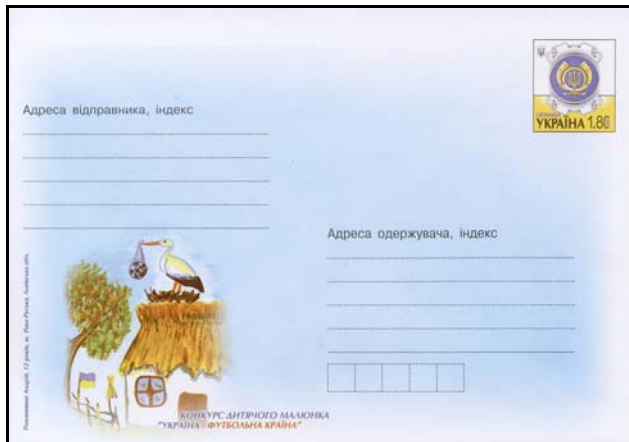 УКРАЇНА 1.80
Адреса відправника, індекс
Адреса одержувача, індекс
КОНКУРС ДИТЯЧОГО МАЛЮНКА
"УКРАЇНА - ФУТБОЛЬНА КРАЇНА"